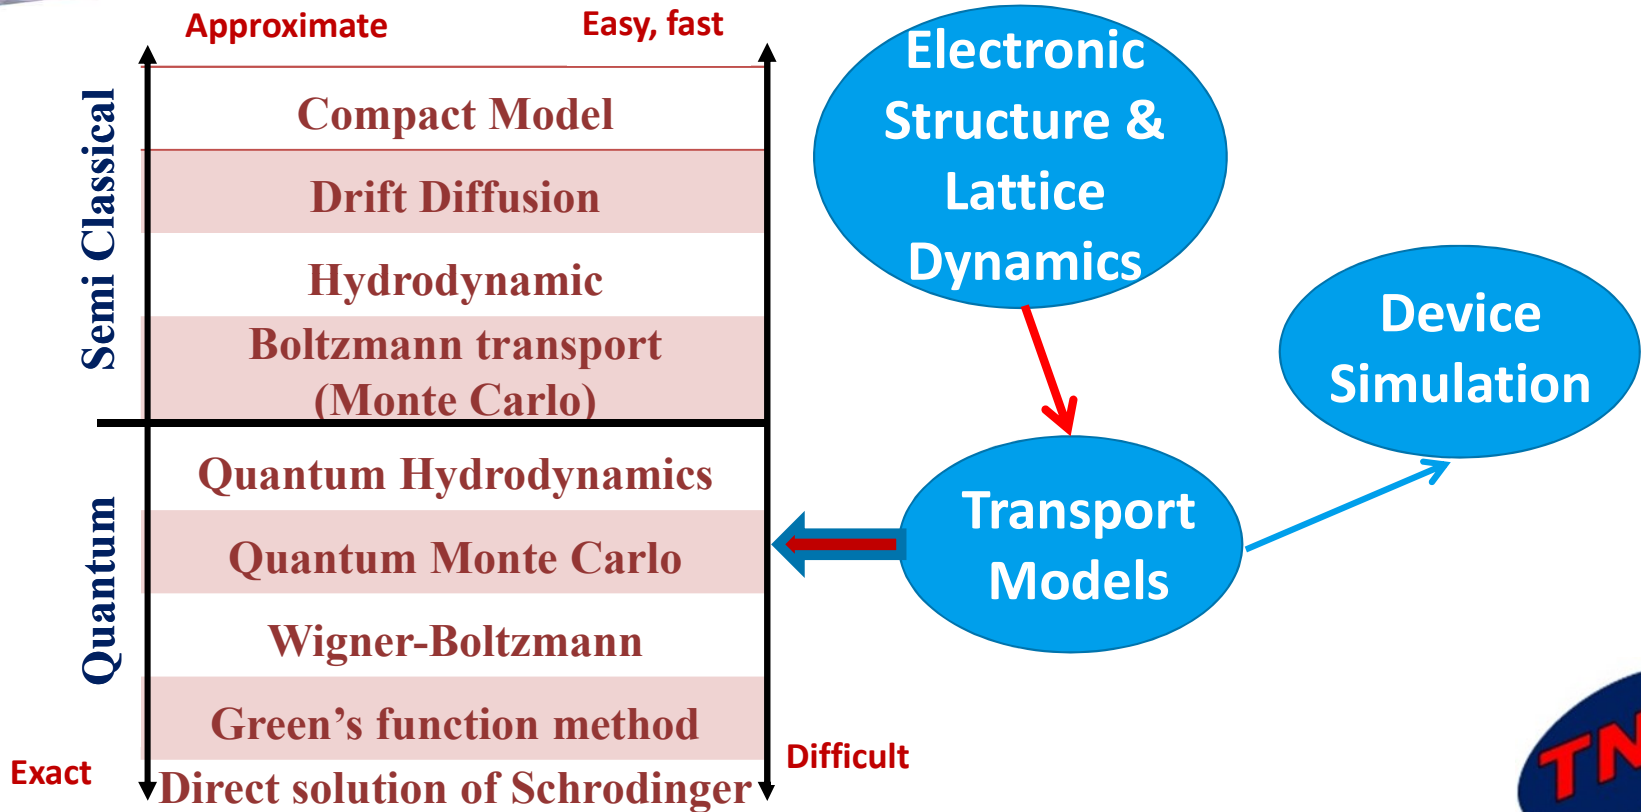 Approximate
Easy, fast
Semi Classical
Compact Model
Drift Diffusion
Hydrodynamic
Boltzmann transport
(Monte Carlo)
Quantum
Quantum Hydrodynamics
Quantum Monte Carlo
Wigner-Boltzmann
Green’s function method
Direct solution of Schrodinger
Exact
Difficult
Electronic
Structure &
Lattice
Dynamics
Transport
Models
Device
Simulation